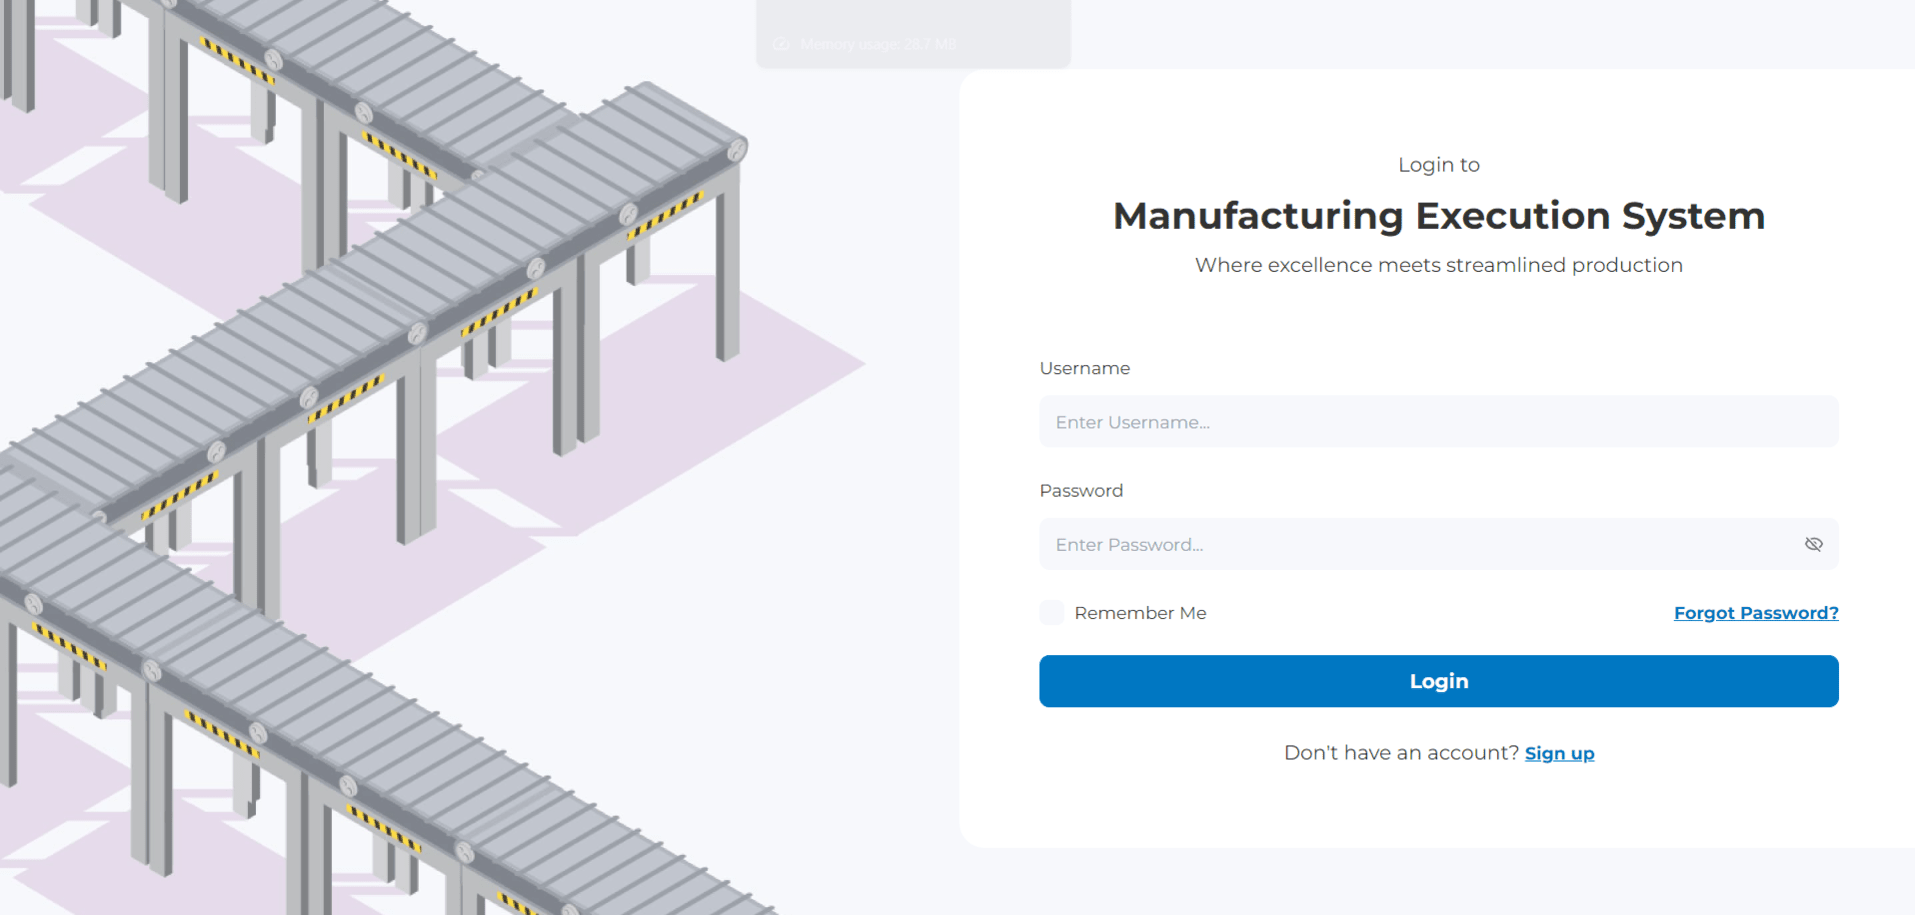 Memory usage: 28.7 MB
Login to
Manufacturing Execution System
Where excellence meets streamlined production
Username
Enter Username...
Password
Enter Password...
Remember Me
Forgot Password?
Login
Don't have an account? Sign up